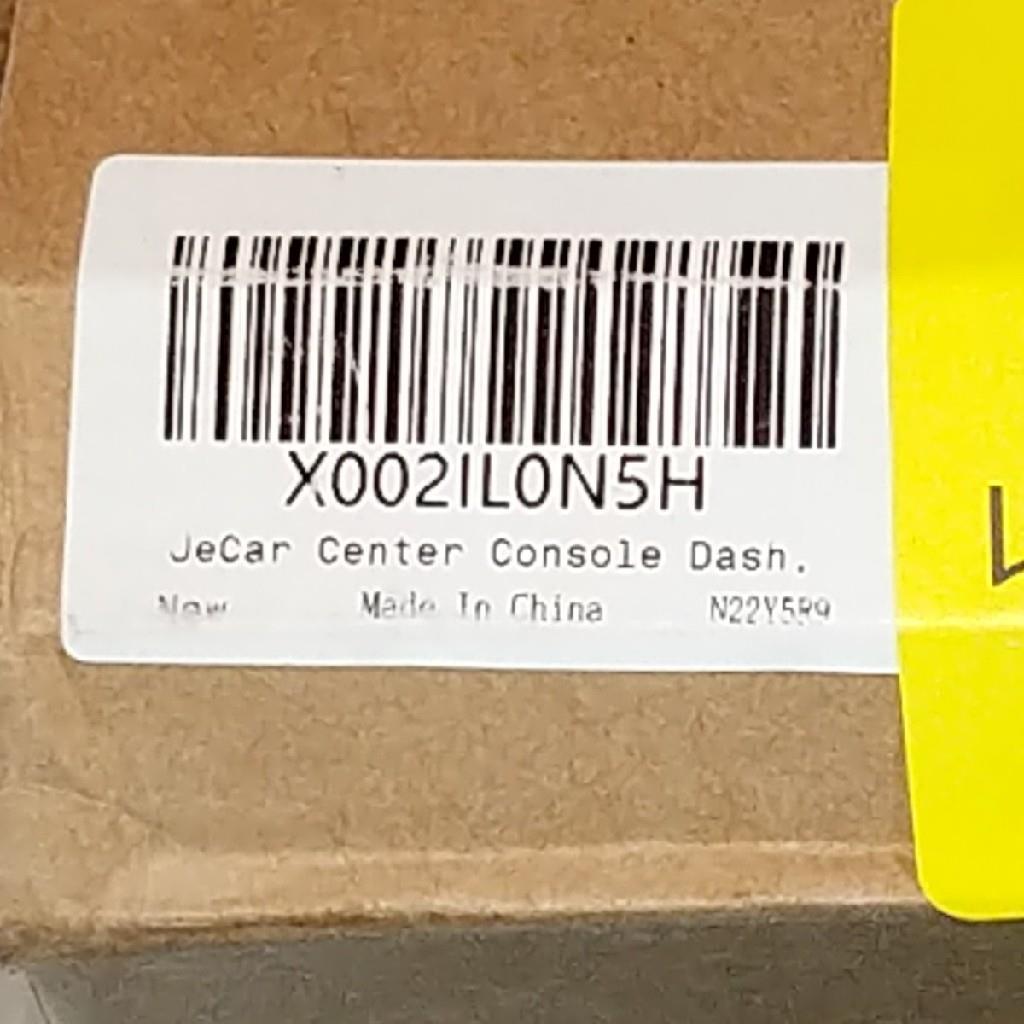 X002IL0N5H
JeCar Center Console Dash.
New Made In China N22Y5R9